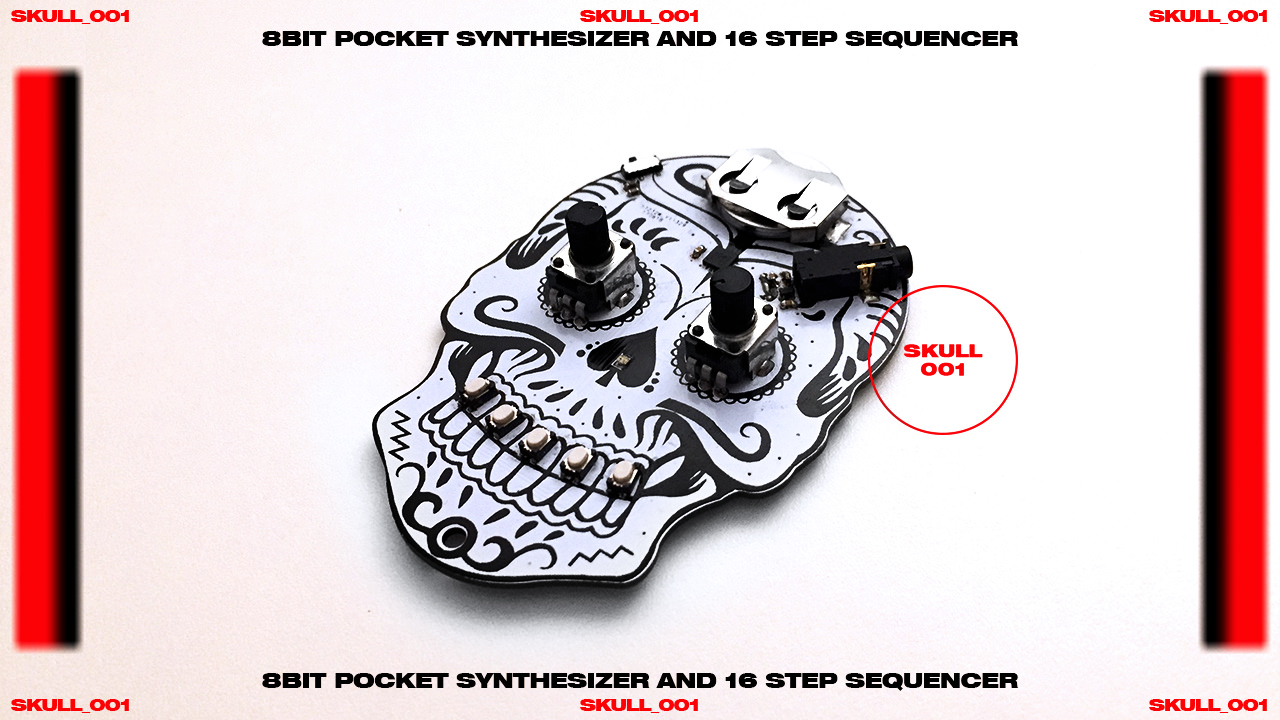 SKULL_001 SKULL_001 SKULL_001
8BIT POCKET SYNTHESIZER AND 16 STEP SEQUENCER
SKULL
001
8BIT POCKET SYNTHESIZER AND 16 STEP SEQUENCER
SKULL_001 SKULL_001 SKULL_001